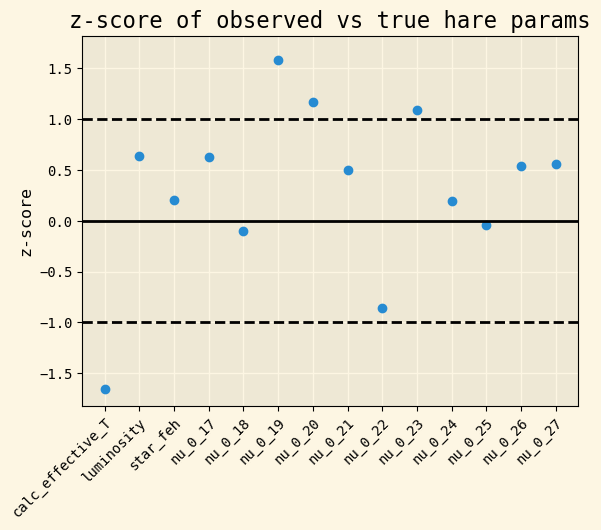 z-score of observed vs true hare params
z-score
1.5
1.0
0.5
0.0
−0.5
−1.0
−1.5
calc_effective_T
luminosity
star_feh
nu_0_17
nu_0_18
nu_0_19
nu_0_20
nu_0_21
nu_0_22
nu_0_23
nu_0_24
nu_0_25
nu_0_26
nu_0_27